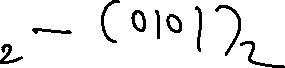 ₂ - (0101)₂